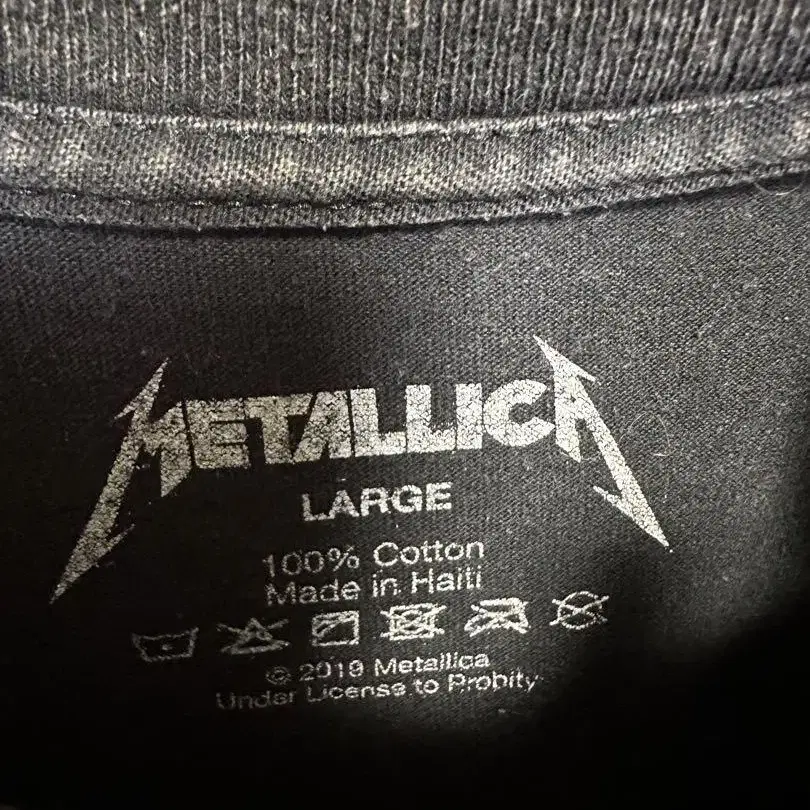 METALLICA
LARGE
100% Cotton
Made in Haiti
© 2019 Metallica
Under License to Probity